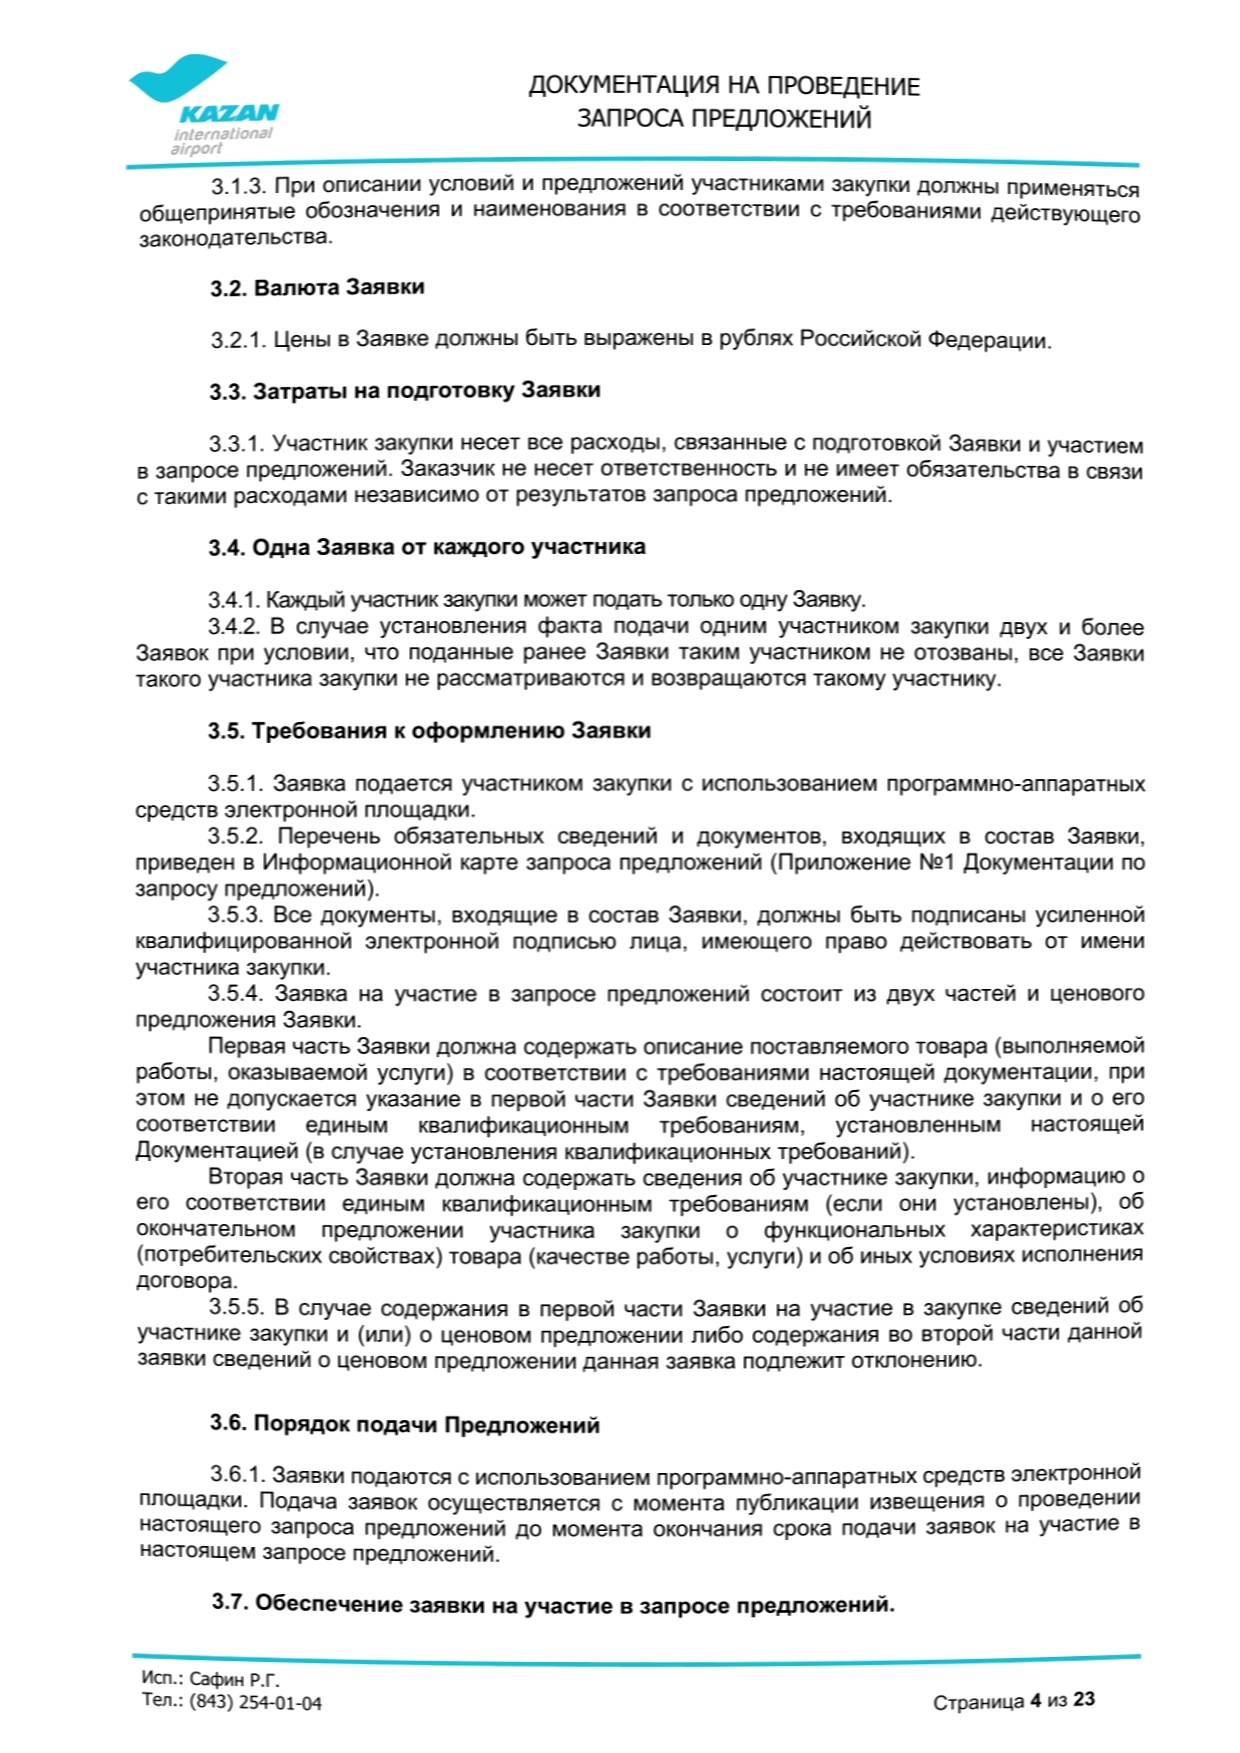 KAZAN
international
airport
ДОКУМЕНТАЦИЯ НА ПРОВЕДЕНИЕ
ЗАПРОСА ПРЕДЛОЖЕНИЙ
3.1.3. При описании условий и предложений участниками закупки должны применяться
общепринятые обозначения и наименования в соответствии с требованиями действующего
законодательства.
3.2. Валюта Заявки
3.2.1. Цены в Заявке должны быть выражены в рублях Российской Федерации.
3.3. Затраты на подготовку Заявки
3.3.1. Участник закупки несет все расходы, связанные с подготовкой Заявки и участием
в запросе предложений. Заказчик не несет ответственность и не имеет обязательства в связи
с такими расходами независимо от результатов запроса предложений.
3.4. Одна Заявка от каждого участника
3.4.1. Каждый участник закупки может подать только одну Заявку.
3.4.2. В случае установления факта подачи одним участником закупки двух и более
Заявок при условии, что поданные ранее Заявки таким участником не отозваны, все Заявки
такого участника закупки не рассматриваются и возвращаются такому участнику.
3.5. Требования к оформлению Заявки
3.5.1. Заявка подается участником закупки с использованием программно-аппаратных
средств электронной площадки.
3.5.2. Перечень обязательных сведений и документов, входящих в состав Заявки,
приведен в Информационной карте запроса предложений (Приложение №1 Документации по
запросу предложений).
3.5.3. Все документы, входящие в состав Заявки, должны быть подписаны усиленной
квалифицированной электронной подписью лица, имеющего право действовать от имени
участника закупки.
3.5.4. Заявка на участие в запросе предложений состоит из двух частей и ценового
предложения Заявки.
Первая часть Заявки должна содержать описание поставляемого товара (выполняемой
работы, оказываемой услуги) в соответствии с требованиями настоящей документации, при
этом не допускается указание в первой части Заявки сведений об участнике закупки и о его
соответствии единым квалификационным требованиям, установленным настоящей
Документацией (в случае установления квалификационных требований).
Вторая часть Заявки должна содержать сведения об участнике закупки, информацию о
его соответствии единым квалификационным требованиям (если они установлены), об
окончательном предложении участника закупки о функциональных характеристиках
(потребительских свойствах) товара (качестве работы, услуги) и об иных условиях исполнения
договора.
3.5.5. В случае содержания в первой части Заявки на участие в закупке сведений об
участнике закупки и (или) о ценовом предложении либо содержания во второй части данной
заявки сведений о ценовом предложении данная заявка подлежит отклонению.
3.6. Порядок подачи Предложений
3.6.1. Заявки подаются с использованием программно-аппаратных средств электронной
площадки. Подача заявок осуществляется с момента публикации извещения о проведении
настоящего запроса предложений до момента окончания срока подачи заявок на участие в
настоящем запросе предложений.
3.7. Обеспечение заявки на участие в запросе предложений.
Исп.: Сафин Р.Г.
Тел.: (843) 254-01-04
Страница 4 из 23